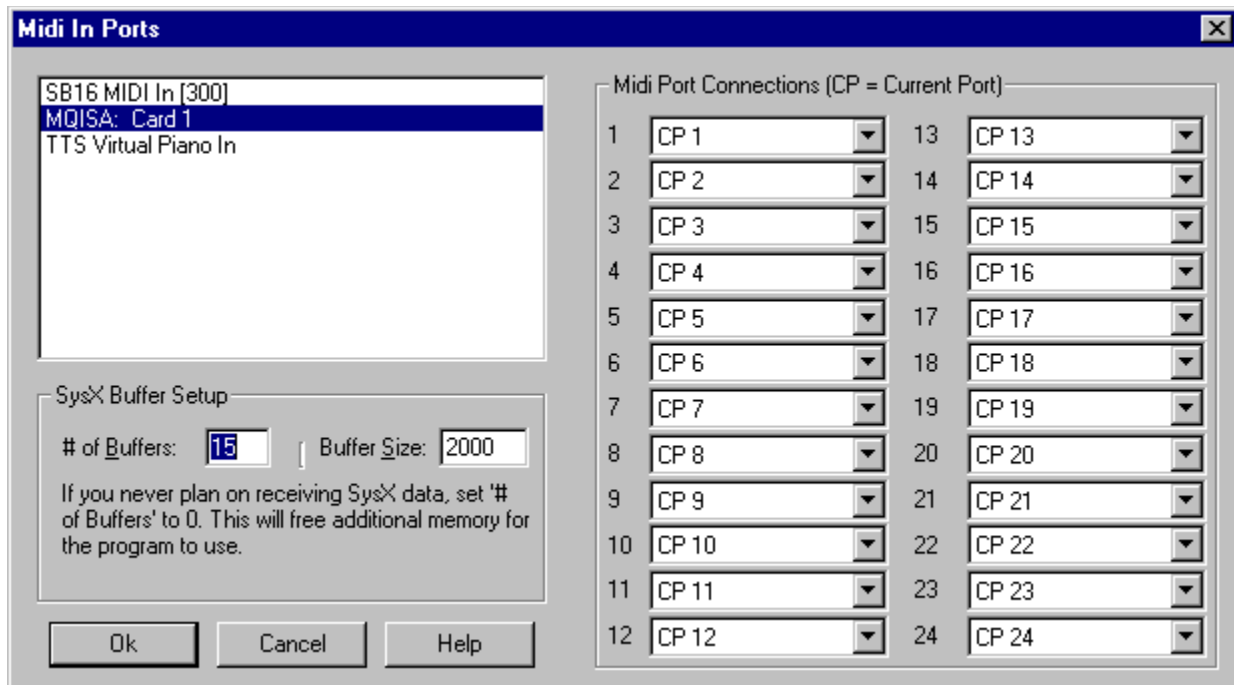 Midi In Ports
SB16 MIDI In [300]
MQISA:  Card 1
TTS Virtual Piano In
SysX Buffer Setup
# of Buffers: 15 Buffer Size: 2000
If you never plan on receiving SysX data, set '#
of Buffers' to 0. This will free additional memory for
the program to use.
Ok Cancel Help
Midi Port Connections (CP = Current Port)
1 CP 1 13 CP 13
2 CP 2 14 CP 14
3 CP 3 15 CP 15
4 CP 4 16 CP 16
5 CP 5 17 CP 17
6 CP 6 18 CP 18
7 CP 7 19 CP 19
8 CP 8 20 CP 20
9 CP 9 21 CP 21
10 CP 10 22 CP 22
11 CP 11 23 CP 23
12 CP 12 24 CP 24